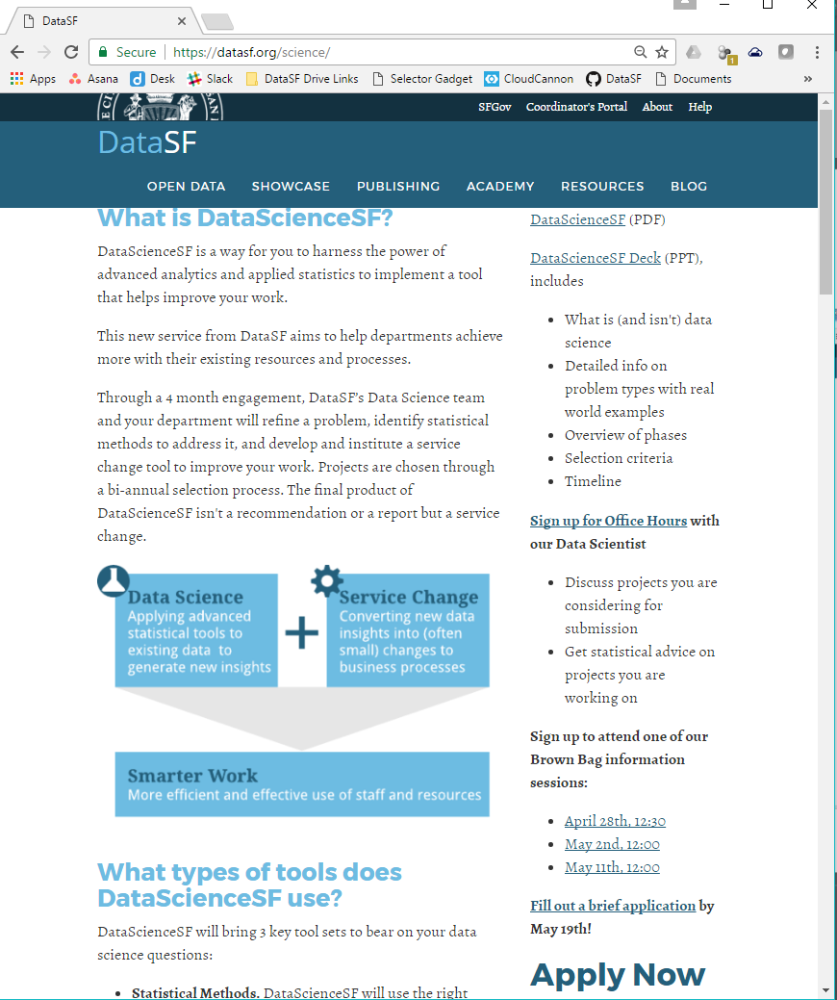 DataSF
Secure | https://datasf.org/science/
Apps Asana Desk Slack DataSF Drive Links Selector Gadget CloudCannon DataSF Documents »
SFGov Coordinator's Portal About Help
DataSF
OPEN DATA SHOWCASE PUBLISHING ACADEMY RESOURCES BLOG
What is DataScienceSF?
DataScienceSF is a way for you to harness the power of
advanced analytics and applied statistics to implement a tool
that helps improve your work.
This new service from DataSF aims to help departments achieve
more with their existing resources and processes.
Through a 4 month engagement, DataSF's Data Science team
and your department will refine a problem, identify statistical
methods to address it, and develop and institute a service
change tool to improve your work. Projects are chosen through
a bi-annual selection process. The final product of
DataScienceSF isn't a recommendation or a report but a service
change.
Data Science
Applying advanced
statistical tools to
existing data to
generate new insights
+
Service Change
Converting new data
insights into (often
small) changes to
business processes
Smarter Work
More efficient and effective use of staff and resources
What types of tools does
DataScienceSF use?
DataScienceSF will bring 3 key tool sets to bear on your data
science questions:
• Statistical Methods. DataScienceSF will use the right
DataScienceSF (PDF)
DataScienceSF Deck (PPT),
includes
• What is (and isn't) data
science
• Detailed info on
problem types with real
world examples
• Overview of phases
• Selection criteria
• Timeline
Sign up for Office Hours with
our Data Scientist
• Discuss projects you are
considering for
submission
• Get statistical advice on
projects you are
working on
Sign up to attend one of our
Brown Bag information
sessions:
• April 28th, 12:30
• May 2nd, 12:00
• May 11th, 12:00
Fill out a brief application by
May 19th!
Apply Now